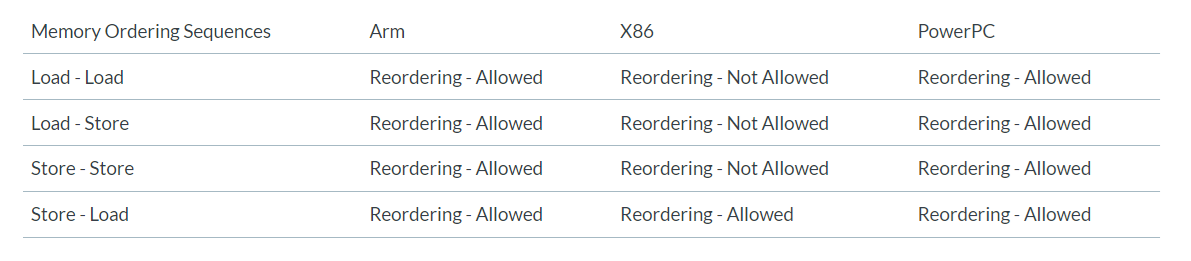 Memory Ordering Sequences Arm X86 PowerPC
Load - Load Reordering - Allowed Reordering - Not Allowed Reordering - Allowed
Load - Store Reordering - Allowed Reordering - Not Allowed Reordering - Allowed
Store - Store Reordering - Allowed Reordering - Not Allowed Reordering - Allowed
Store - Load Reordering - Allowed Reordering - Allowed Reordering - Allowed